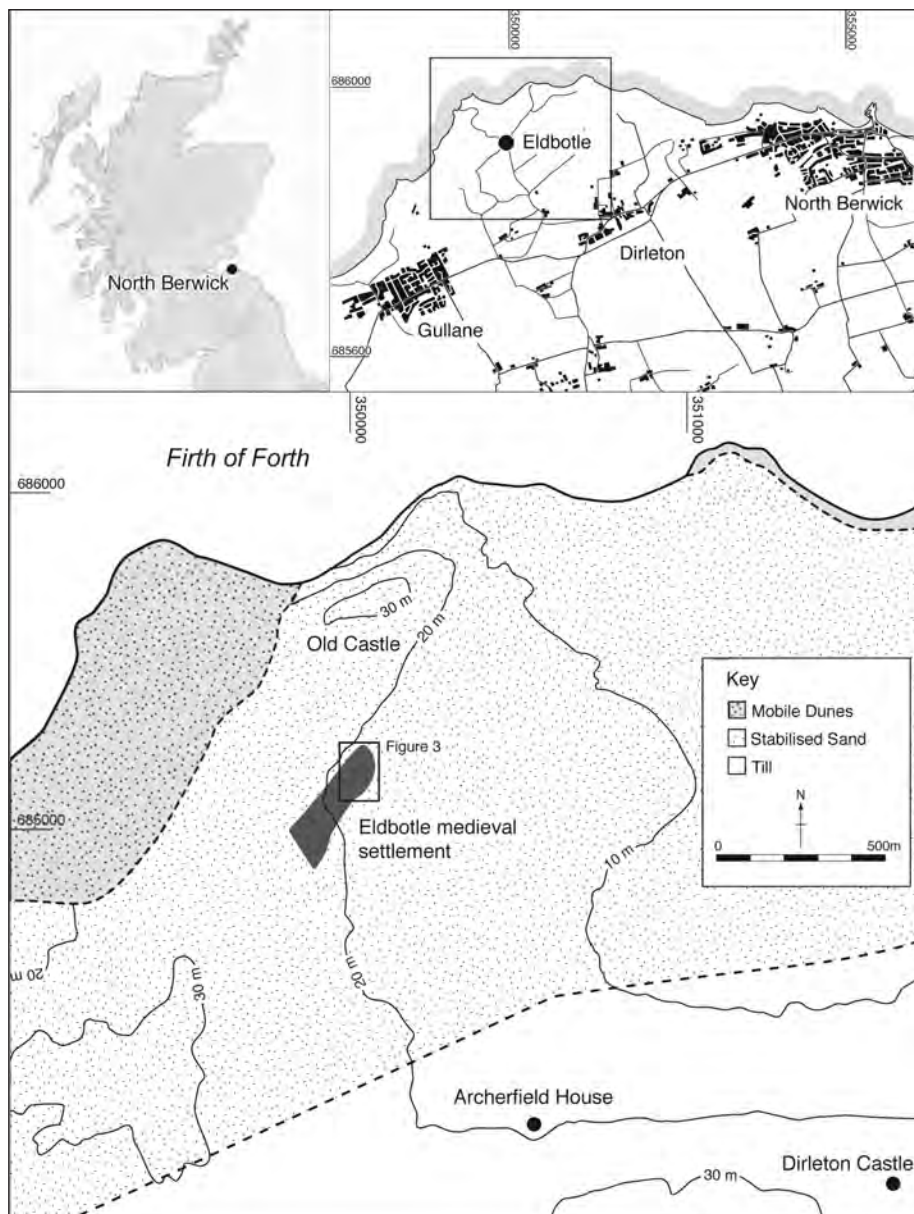 North Berwick
350000
355000
686000
Eldbotle
North Berwick
Dirleton
Gullane
685600
350000
351000
Firth of Forth
686000
30 m
Old Castle
20 m
Figure 3
Key
Mobile Dunes
Stabilised Sand
Till
N
0
500m
685000
Eldbotle medieval
settlement
10 m
20 m
30 m
20 m
Archerfield House
Dirleton Castle
30 m